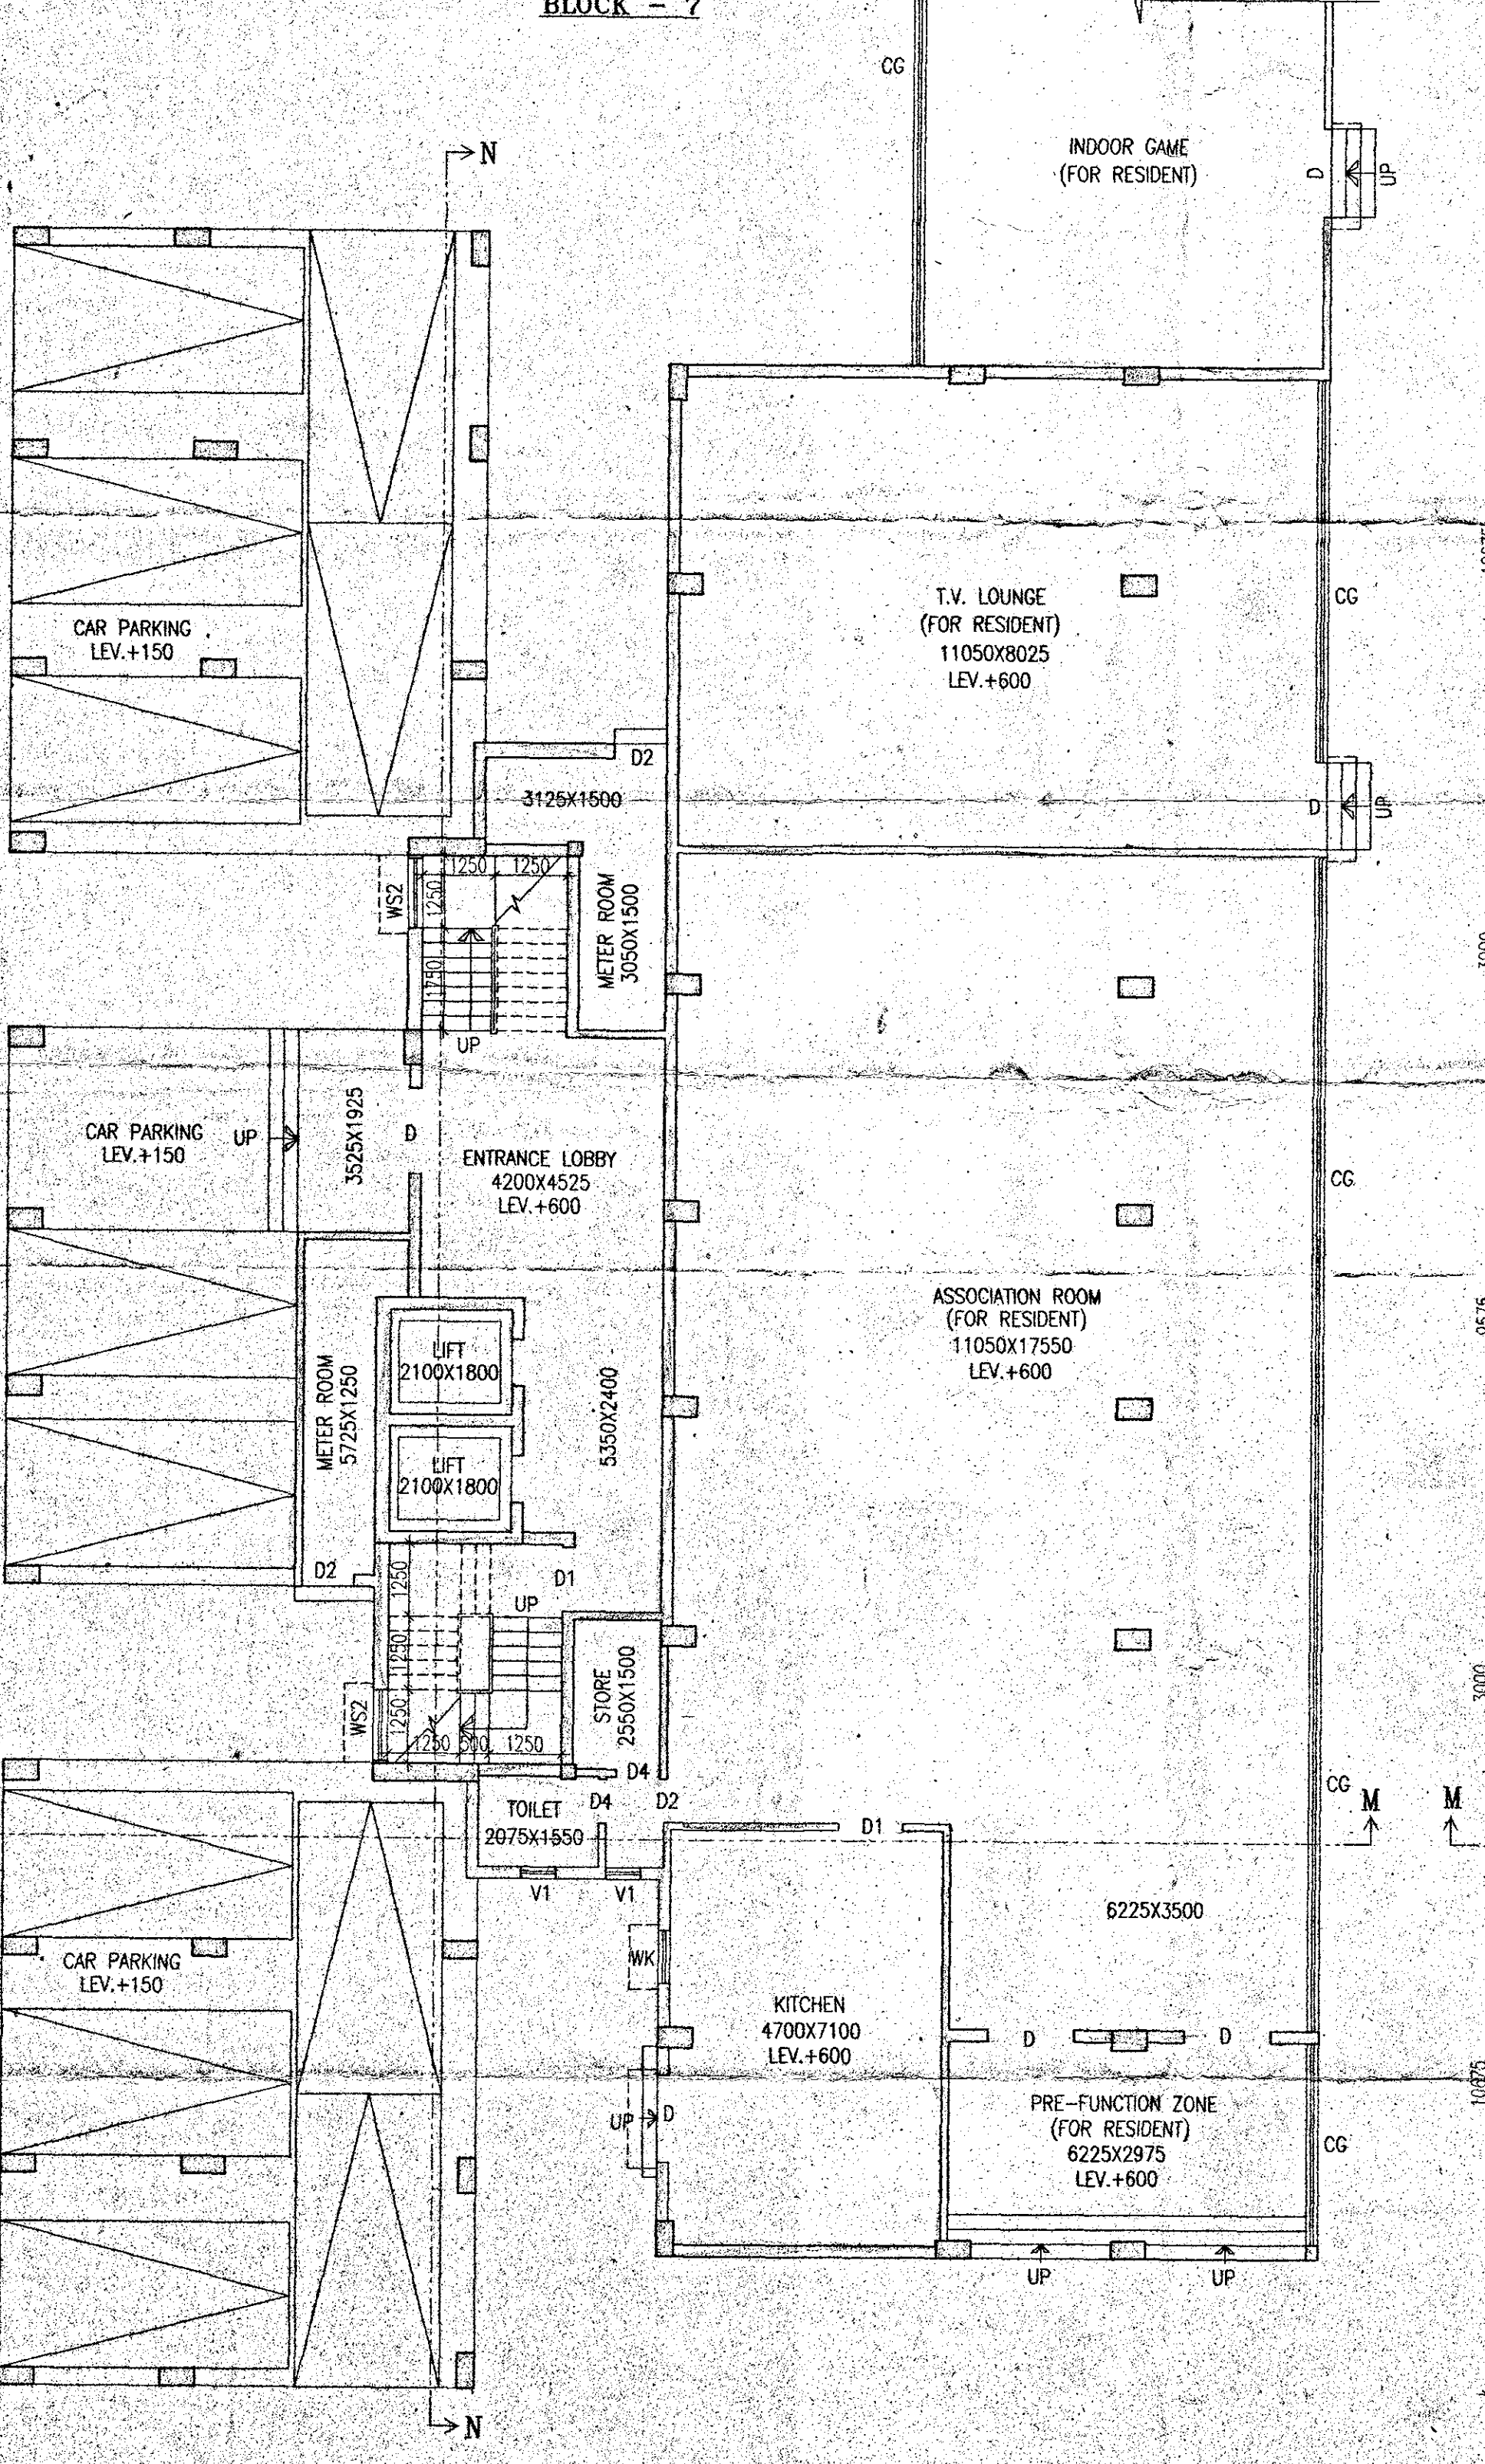 BLOCK - 7
CG
N
INDOOR GAME
(FOR RESIDENT)
D
UP
T.V. LOUNGE
(FOR RESIDENT)
11050X8025
LEV.+600
CG
CAR PARKING
LEV.+150
D2
3125X1500
D
UP
1250
1250
WS2
1250
METER ROOM
3050X1500
1750
UP
3000
CAR PARKING
LEV.+150
UP
3525X1925
D
ENTRANCE LOBBY
4200X4525
LEV.+600
CG
ASSOCIATION ROOM
(FOR RESIDENT)
11050X17550
LEV.+600
LIFT
2100X1800
METER ROOM
5725X1250
5350X2400
LIFT
2100X1800
D2
1250
D1
UP
1250
STORE
2550X1500
WS2
1250
1250
500
1250
3000
D4
CG
M
M
TOILET
2075X1550
D4
D2
D1
V1
V1
6225X3500
WK
CAR PARKING
LEV.+150
KITCHEN
4700X7100
LEV.+600
D
D
PRE-FUNCTION ZONE
(FOR RESIDENT)
6225X2975
LEV.+600
UP
D
CG
UP
UP
N